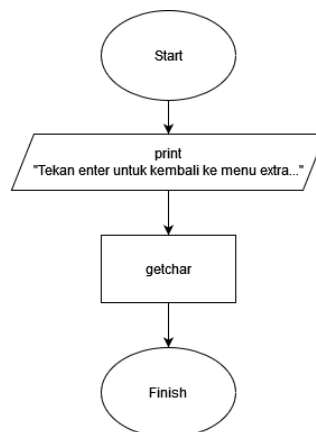 Start
print
"Tekan enter untuk kembali ke menu extra..."
getchar
Finish